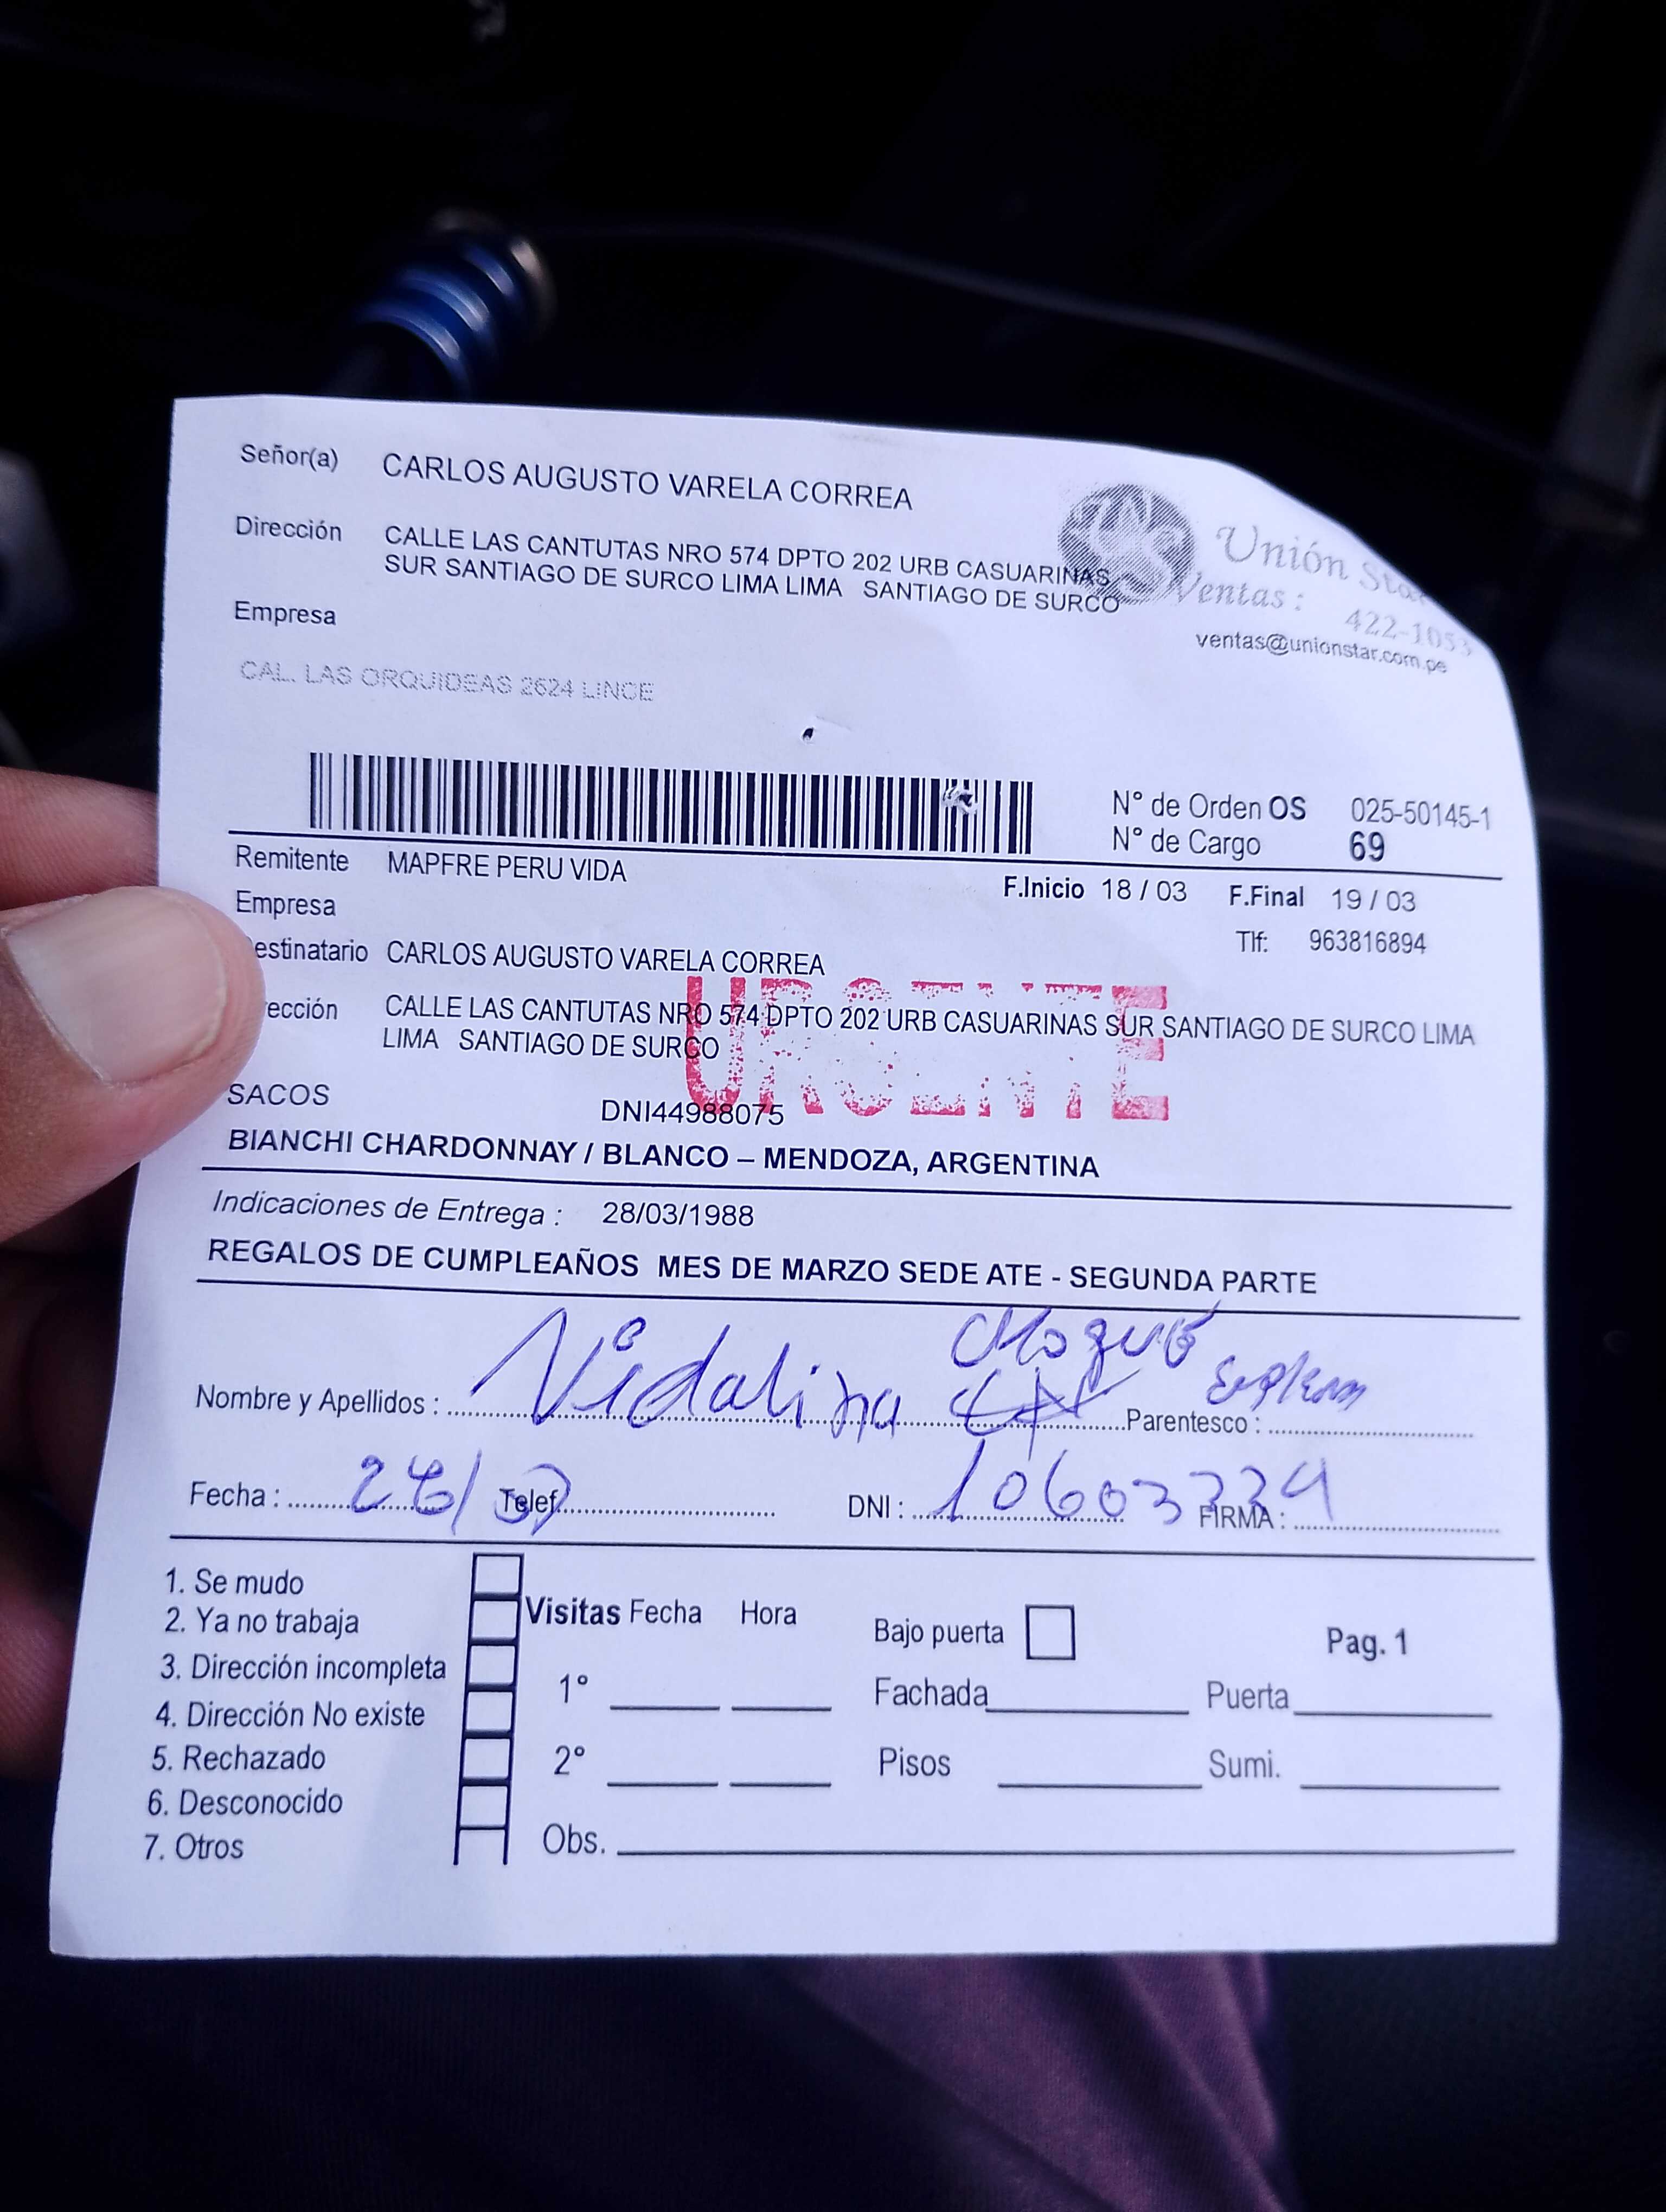 Señor(a) CARLOS AUGUSTO VARELA CORREA
Dirección CALLE LAS CANTUTAS NRO 574 DPTO 202 URB CASUARINAS
SUR SANTIAGO DE SURCO LIMA LIMA SANTIAGO DE SURCO
Unión Sta
Ventas: 422-1053
ventas@unionstar.com.pe
Empresa
CAL. LAS ORQUIDEAS 2624 LINCE
N° de Orden OS 025-50145-1
N° de Cargo 69
Remitente MAPFRE PERU VIDA
F.Inicio 18 / 03 F.Final 19 / 03
Empresa
Tlf: 963816894
estinatario CARLOS AUGUSTO VARELA CORREA
URGENTE
ección CALLE LAS CANTUTAS NRO 574 DPTO 202 URB CASUARINAS SUR SANTIAGO DE SURCO LIMA
LIMA SANTIAGO DE SURCO
SACOS DNI44988075
BIANCHI CHARDONNAY / BLANCO – MENDOZA, ARGENTINA
Indicaciones de Entrega : 28/03/1988
REGALOS DE CUMPLEAÑOS MES DE MARZO SEDE ATE - SEGUNDA PARTE
Nombre y Apellidos : Vidalina Parentesco :
Fecha : Telef. DNI : 10603334 FIRMA :
1. Se mudo
2. Ya no trabaja
3. Dirección incompleta
4. Dirección No existe
5. Rechazado
6. Desconocido
7. Otros
Visitas Fecha Hora
1°
2°
Obs.
Bajo puerta
Pag. 1
Fachada Puerta
Pisos Sumi.